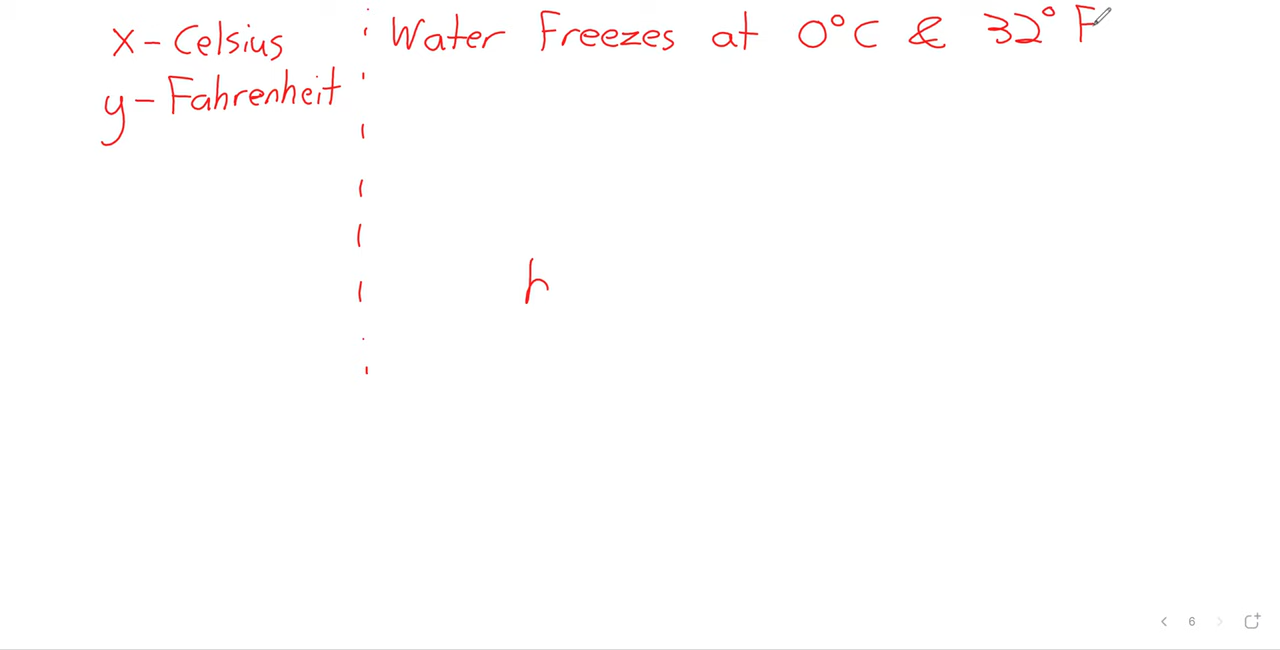 x - Celsius
y - Fahrenheit
Water Freezes at 0°C & 32° F
h
6